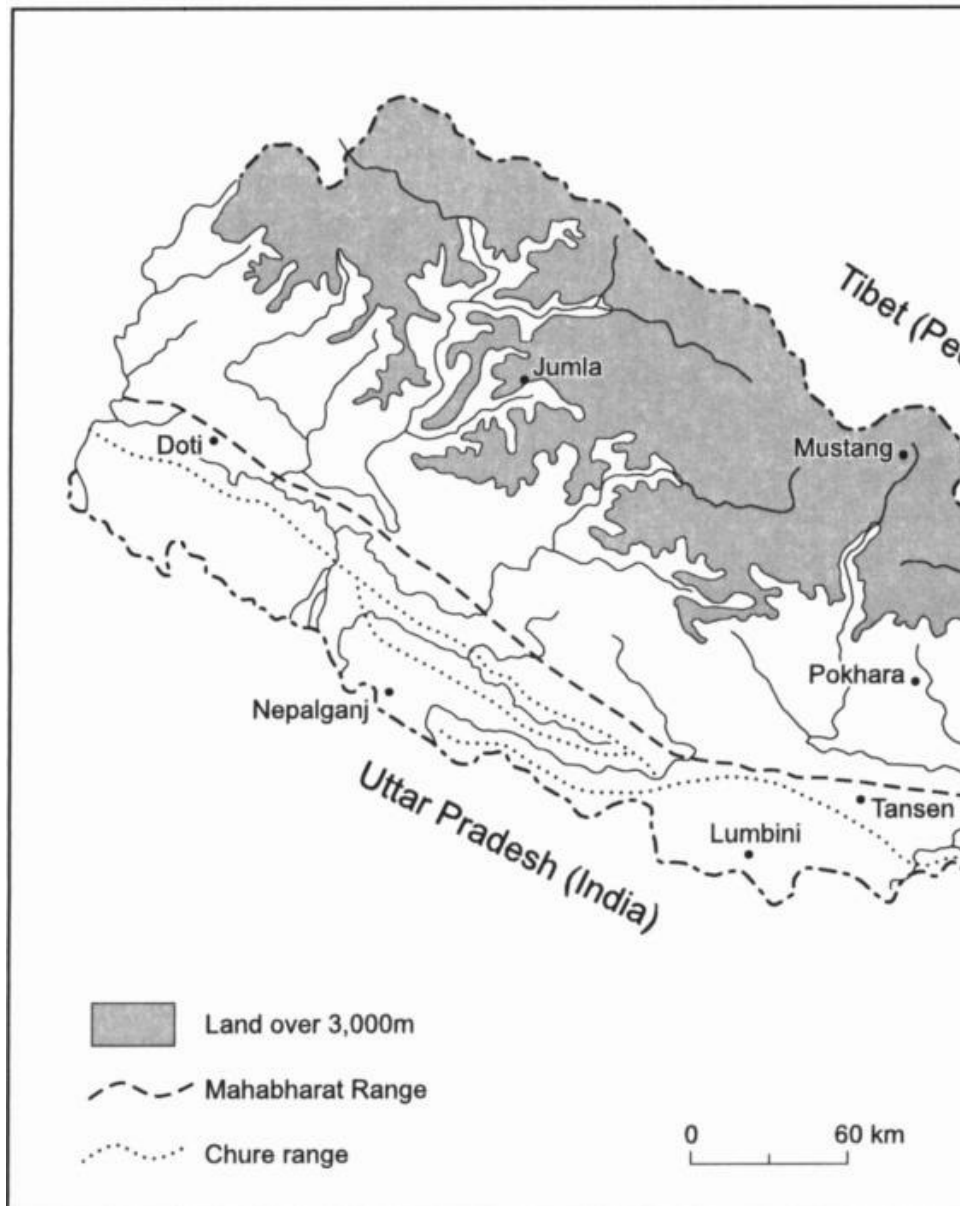 Tibet (Pe
Jumla
Doti
Mustang
Pokhara
Nepalganj
Tansen
Uttar Pradesh (India)
Lumbini
Land over 3,000m
Mahabharat Range
0 60 km
Chure range